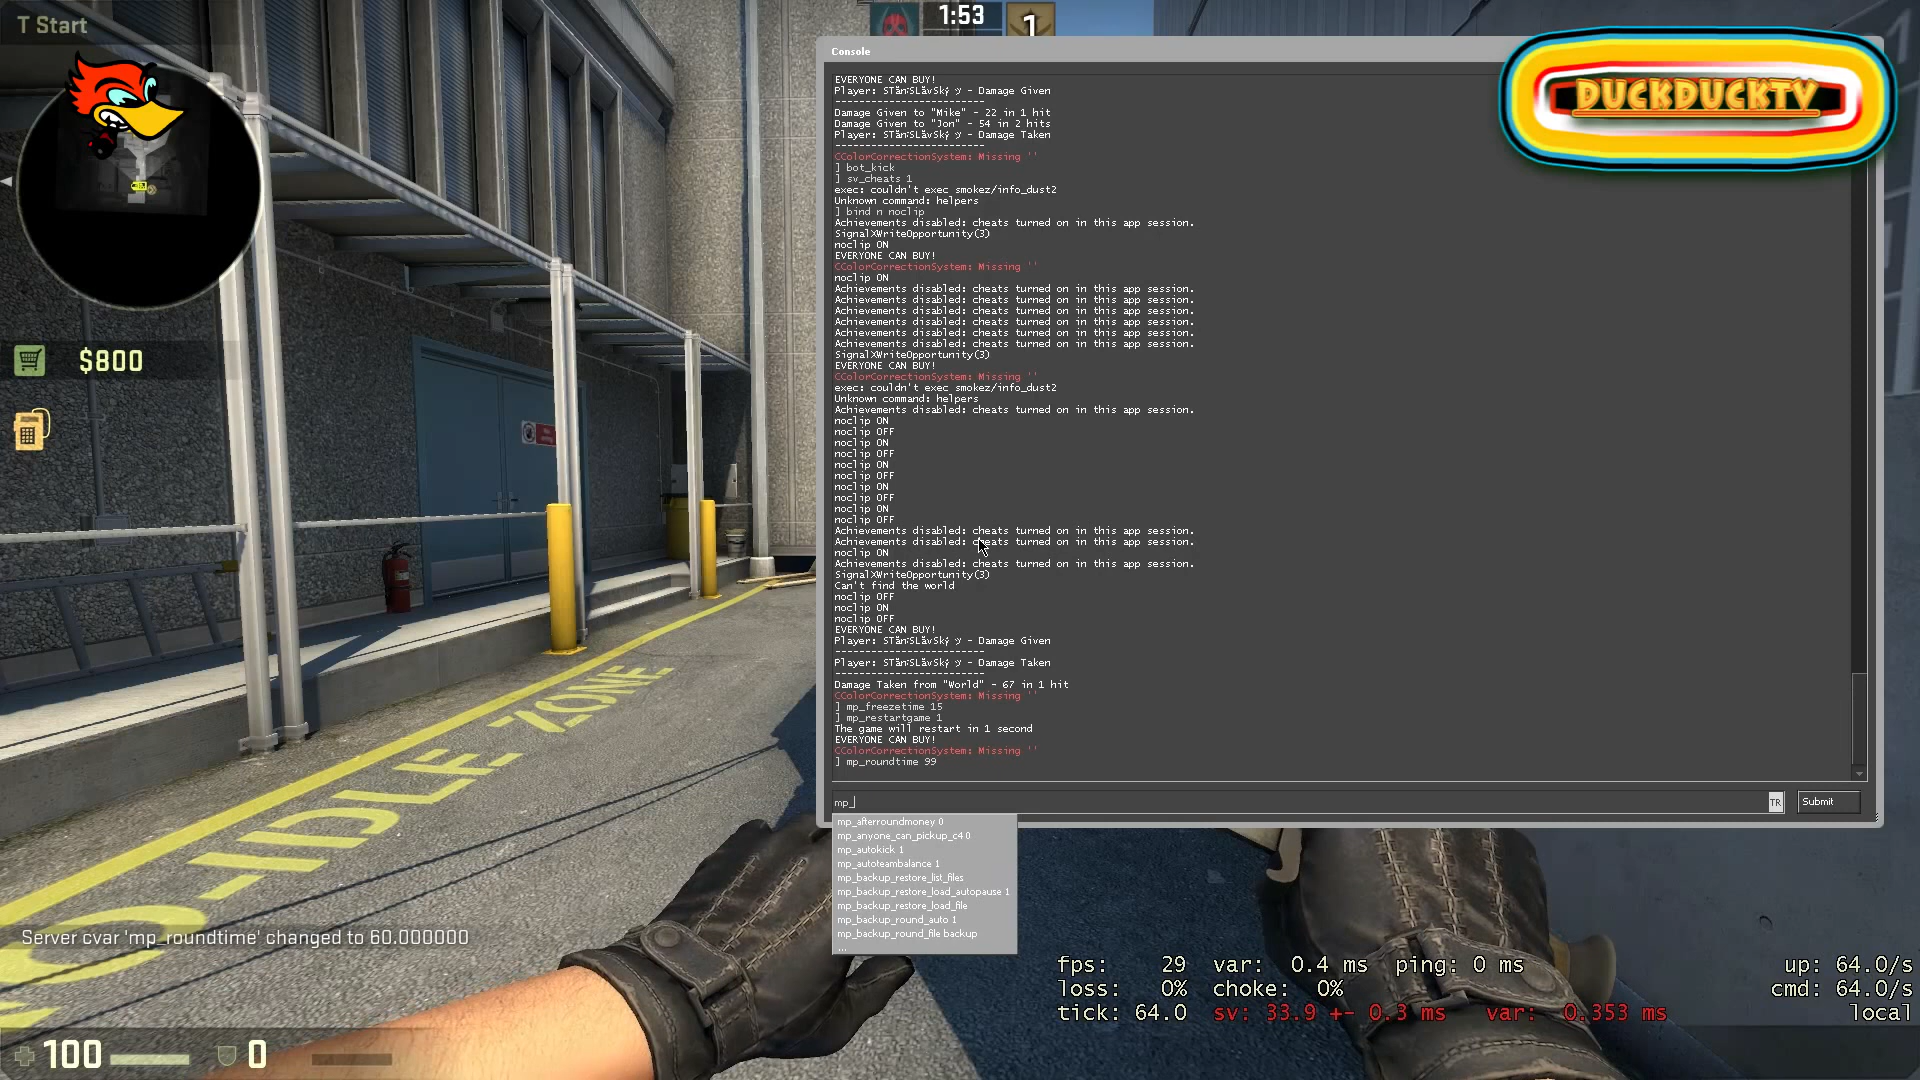 T Start
1:53
1
DUCKDUCKTV
$800
Console
EVERYONE CAN BUY!
- Damage Given
-------------------------
Damage Given to "Mike" - 22 in 1 hit
Damage Given to "Jon" - 54 in 2 hits
- Damage Taken
-------------------------
CColorCorrectionSystem: Missing ''
] bot_kick
] sv_cheats 1
exec: couldn't exec smokez/info_dust2
Unknown command: helpers
] bind n noclip
Achievements disabled: cheats turned on in this app session.
SignalXWriteOpportunity(3)
noclip ON
EVERYONE CAN BUY!
CColorCorrectionSystem: Missing ''
noclip ON
Achievements disabled: cheats turned on in this app session.
Achievements disabled: cheats turned on in this app session.
Achievements disabled: cheats turned on in this app session.
Achievements disabled: cheats turned on in this app session.
Achievements disabled: cheats turned on in this app session.
Achievements disabled: cheats turned on in this app session.
SignalXWriteOpportunity(3)
EVERYONE CAN BUY!
CColorCorrectionSystem: Missing ''
exec: couldn't exec smokez/info_dust2
Unknown command: helpers
Achievements disabled: cheats turned on in this app session.
noclip ON
noclip OFF
noclip ON
noclip OFF
noclip ON
noclip OFF
noclip ON
noclip OFF
noclip ON
noclip OFF
Achievements disabled: cheats turned on in this app session.
Achievements disabled: cheats turned on in this app session.
noclip ON
Achievements disabled: cheats turned on in this app session.
SignalXWriteOpportunity(3)
Can't find the world
noclip OFF
noclip ON
noclip OFF
EVERYONE CAN BUY!
- Damage Given
-------------------------
- Damage Taken
-------------------------
Damage Taken from "World" - 67 in 1 hit
CColorCorrectionSystem: Missing ''
] mp_freezetime 15
] mp_restartgame 1
The game will restart in 1 second
EVERYONE CAN BUY!
CColorCorrectionSystem: Missing ''
] mp_roundtime 99
mp_
TR
Submit
mp_afterroundmoney 0
mp_anyone_can_pickup_c4 0
mp_autokick 1
mp_autoteambalance 1
mp_backup_restore_list_files
mp_backup_restore_load_autopause 1
mp_backup_restore_load_file
mp_backup_round_auto 1
mp_backup_round_file backup
...
NO-IDLE ZONE
Server cvar 'mp_roundtime' changed to 60.000000
100
0
fps: 29 var: 0.4 ms ping: 0 ms
loss: 0% choke: 0%
tick: 64.0 sv: 33.9 +- 0.3 ms var: 0.353 ms
up: 64.0/s
cmd: 64.0/s
local